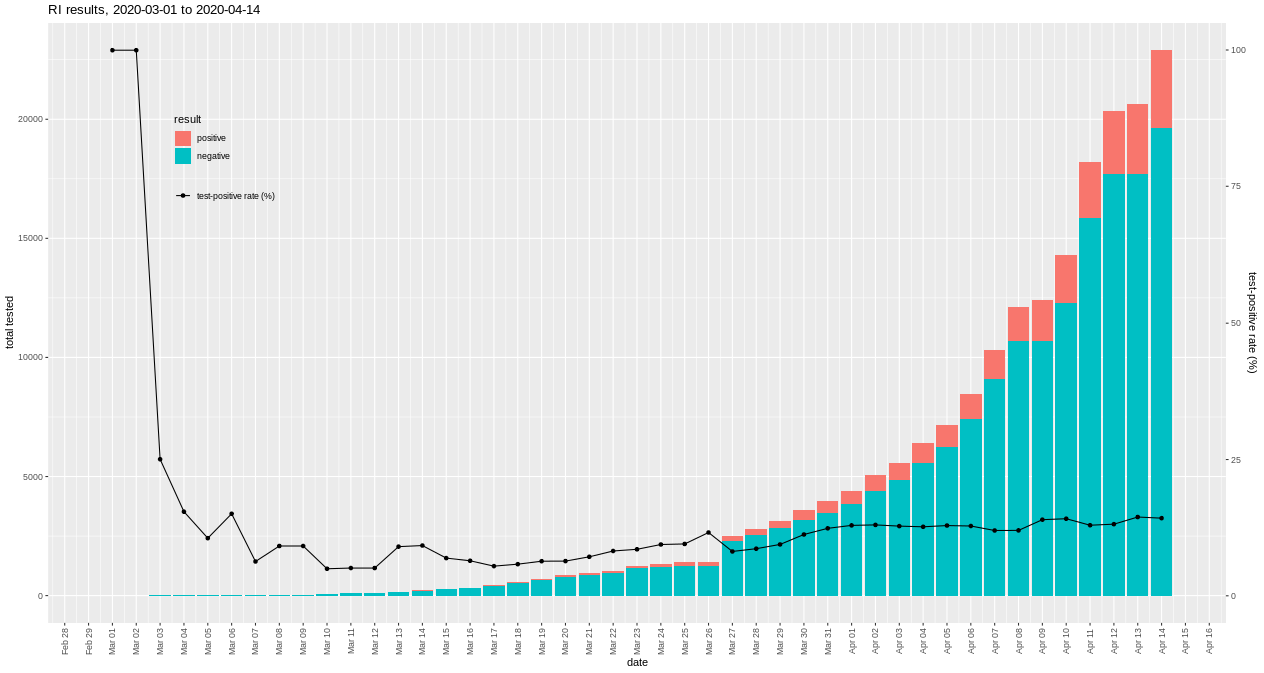 RI results, 2020-03-01 to 2020-04-14
result
positive
negative
test-positive rate (%)
total tested
20000
15000
10000
5000
0
100
75
50
25
0
test-positive rate (%)
Feb 28
Feb 29
Mar 01
Mar 02
Mar 03
Mar 04
Mar 05
Mar 06
Mar 07
Mar 08
Mar 09
Mar 10
Mar 11
Mar 12
Mar 13
Mar 14
Mar 15
Mar 16
Mar 17
Mar 18
Mar 19
Mar 20
Mar 21
Mar 22
Mar 23
Mar 24
Mar 25
Mar 26
Mar 27
Mar 28
Mar 29
Mar 30
Mar 31
Apr 01
Apr 02
Apr 03
Apr 04
Apr 05
Apr 06
Apr 07
Apr 08
Apr 09
Apr 10
Apr 11
Apr 12
Apr 13
Apr 14
Apr 15
Apr 16
date